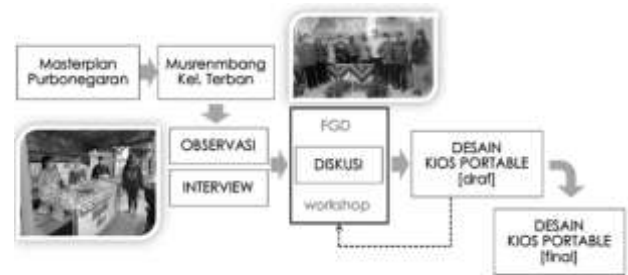 Masterplan
Purbonegaran
Musrenmbang
Kel. Terban
OBSERVASI
INTERVIEW
FGD
DISKUSI
workshop
DESAIN
KIOS PORTABLE
[draf]
DESAIN
KIOS PORTABLE
[final]